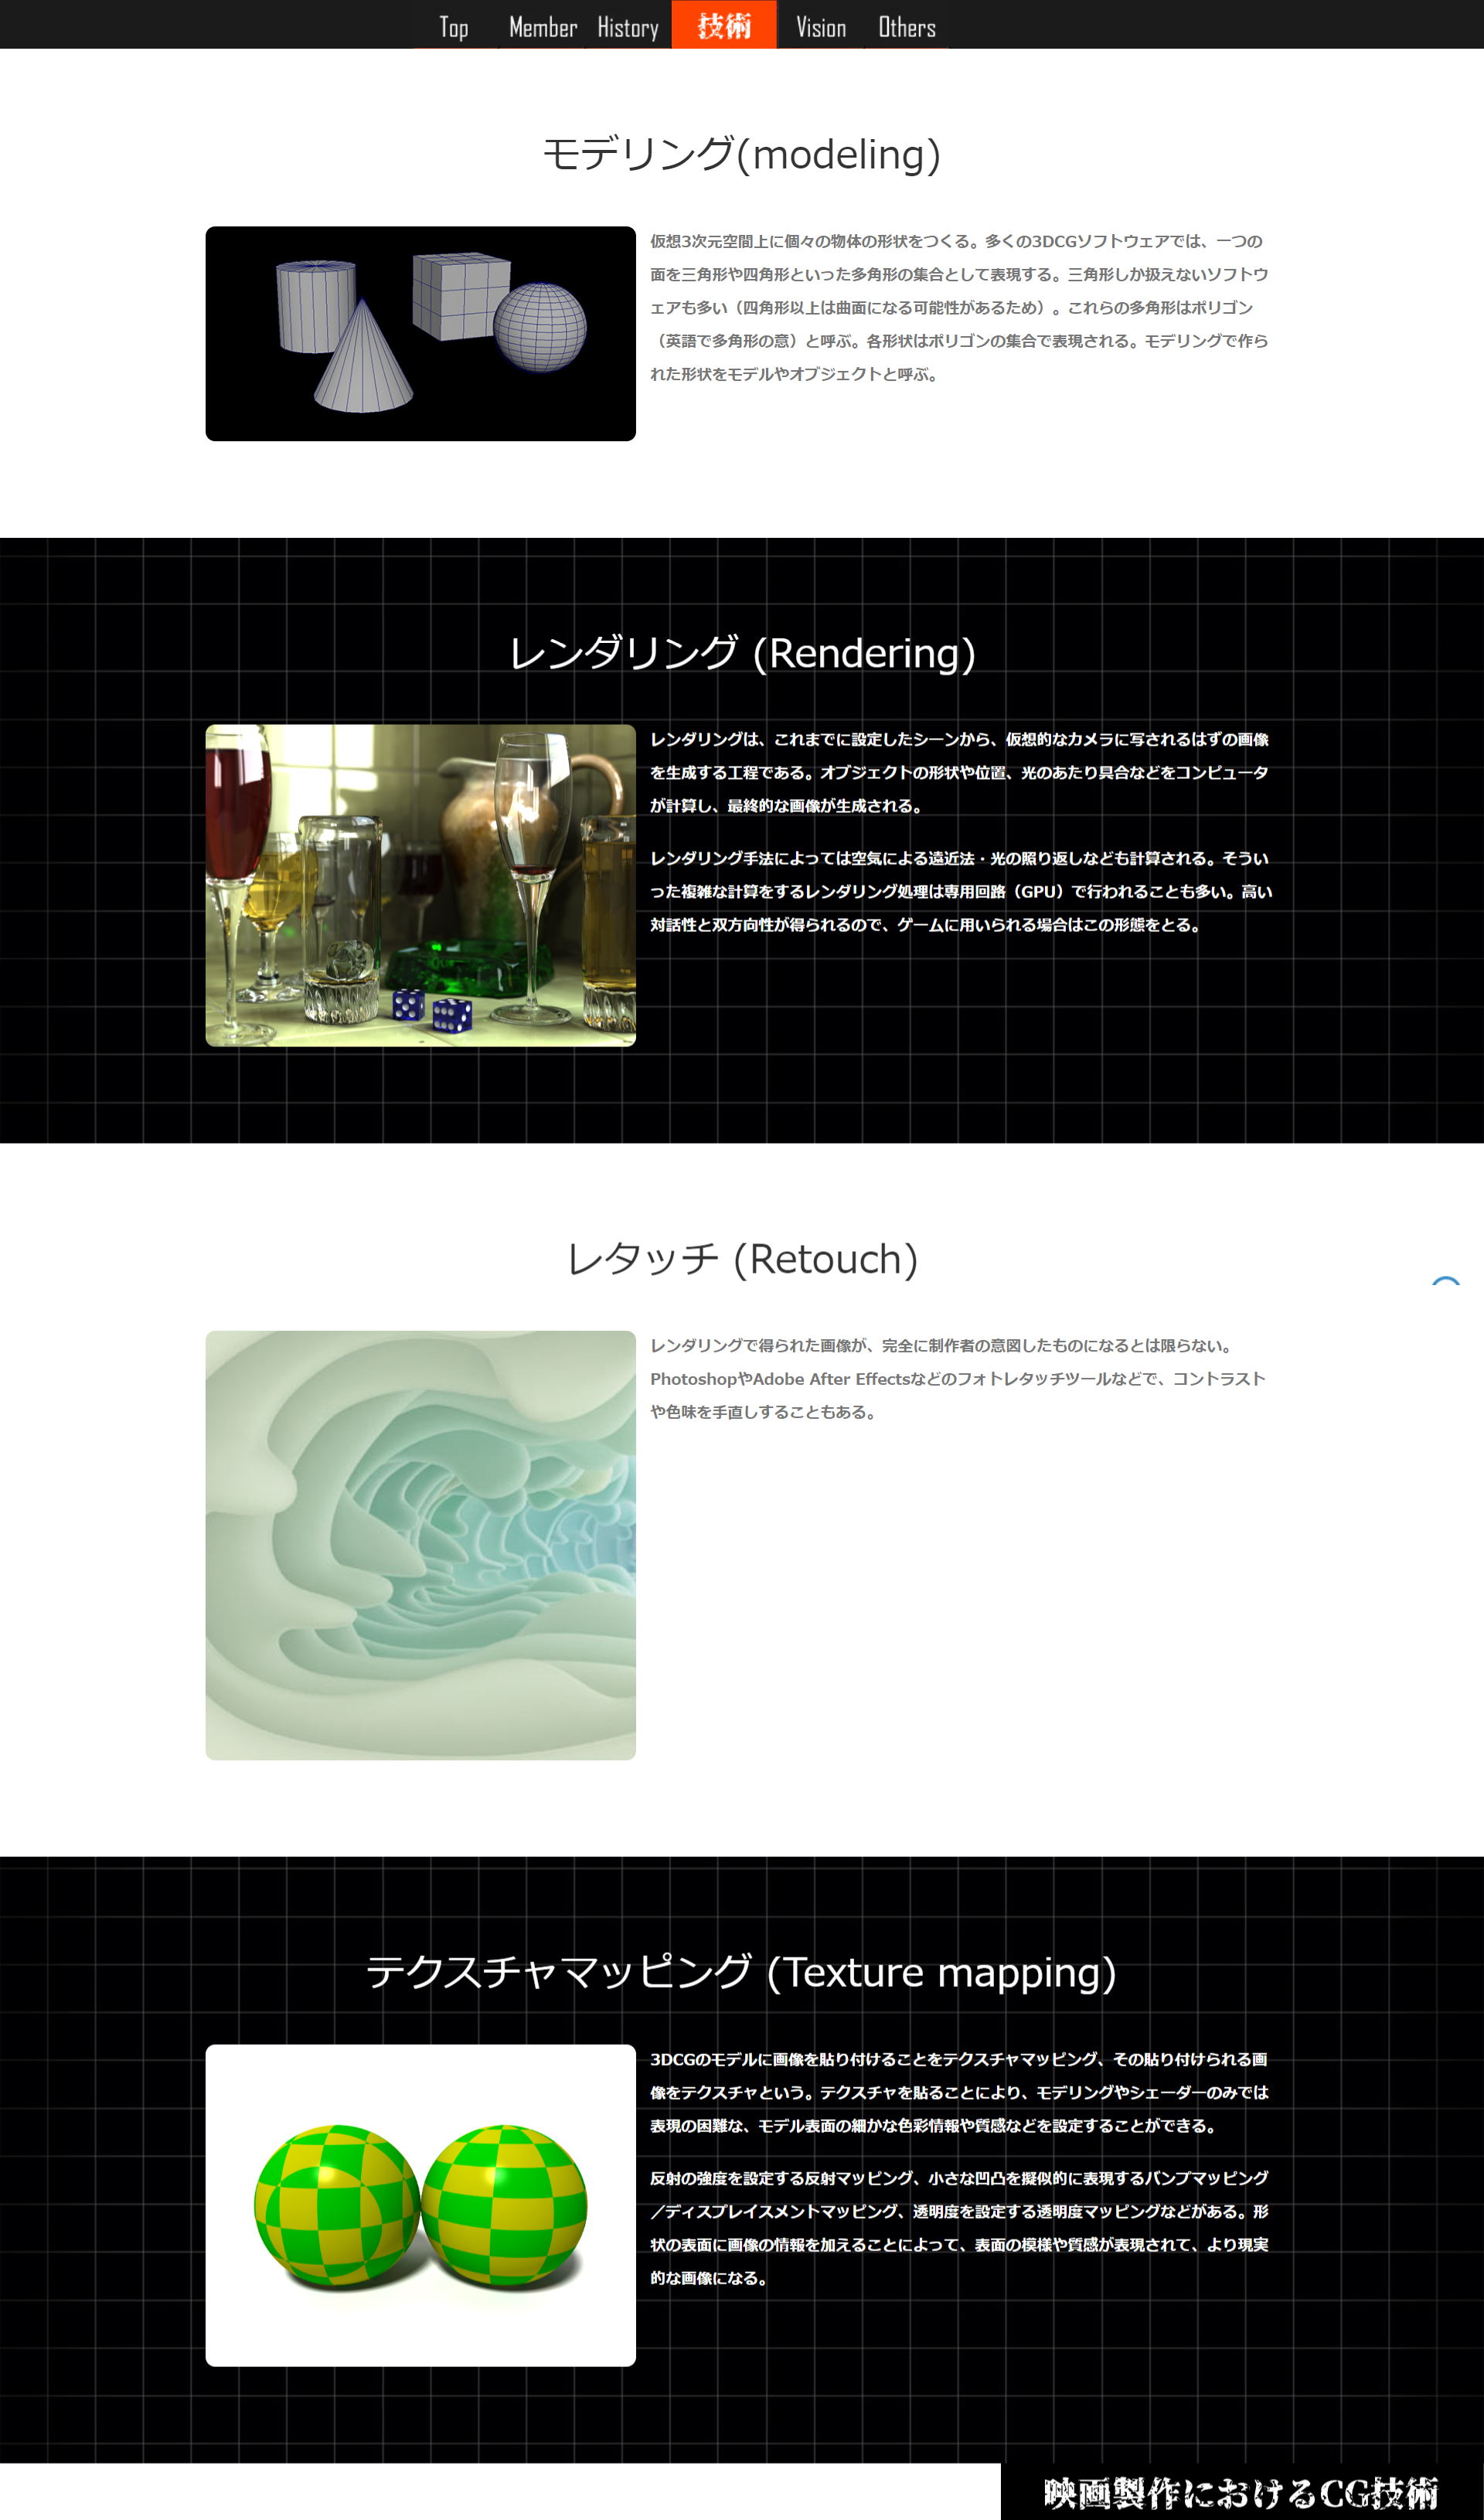 Top Member History 技術 Vision Others
モデリング(modeling)
仮想3次元空間上に個々の物体の形状をつくる。多くの3DCGソフトウェアでは、一つの
面を三角形や四角形といった多角形の集合として表現する。三角形しか扱えないソフトウ
ェアも多い（四角形以上は曲面になる可能性があるため）。これらの多角形はポリゴン
（英語で多角形の意）と呼ぶ。各形状はポリゴンの集合で表現される。モデリングで作ら
れた形状をモデルやオブジェクトと呼ぶ。
レンダリング (Rendering)
レンダリングは、これまでに設定したシーンから、仮想的なカメラに写されるはずの画像
を生成する工程である。オブジェクトの形状や位置、光のあたり具合などをコンピュータ
が計算し、最終的な画像が生成される。
レンダリング手法によっては空気による遠近法・光の照り返しなども計算される。そうい
った複雑な計算をするレンダリング処理は専用回路（GPU）で行われることも多い。高い
対話性と双方向性が得られるので、ゲームに用いられる場合はこの形態をとる。
レタッチ (Retouch)
レンダリングで得られた画像が、完全に制作者の意図したものになるとは限らない。
PhotoshopやAdobe After Effectsなどのフォトレタッチツールなどで、コントラスト
や色味を手直しすることもある。
テクスチャマッピング (Texture mapping)
3DCGのモデルに画像を貼り付けることをテクスチャマッピング、その貼り付けられる画
像をテクスチャという。テクスチャを貼ることにより、モデリングやシェーダーのみでは
表現の困難な、モデル表面の細かな色彩情報や質感などを設定することができる。
反射の強度を設定する反射マッピング、小さな凹凸を擬似的に表現するバンプマッピング
／ディスプレイスメントマッピング、透明度を設定する透明度マッピングなどがある。形
状の表面に画像の情報を加えることによって、表面の模様や質感が表現されて、より現実
的な画像になる。
映画製作におけるCG技術